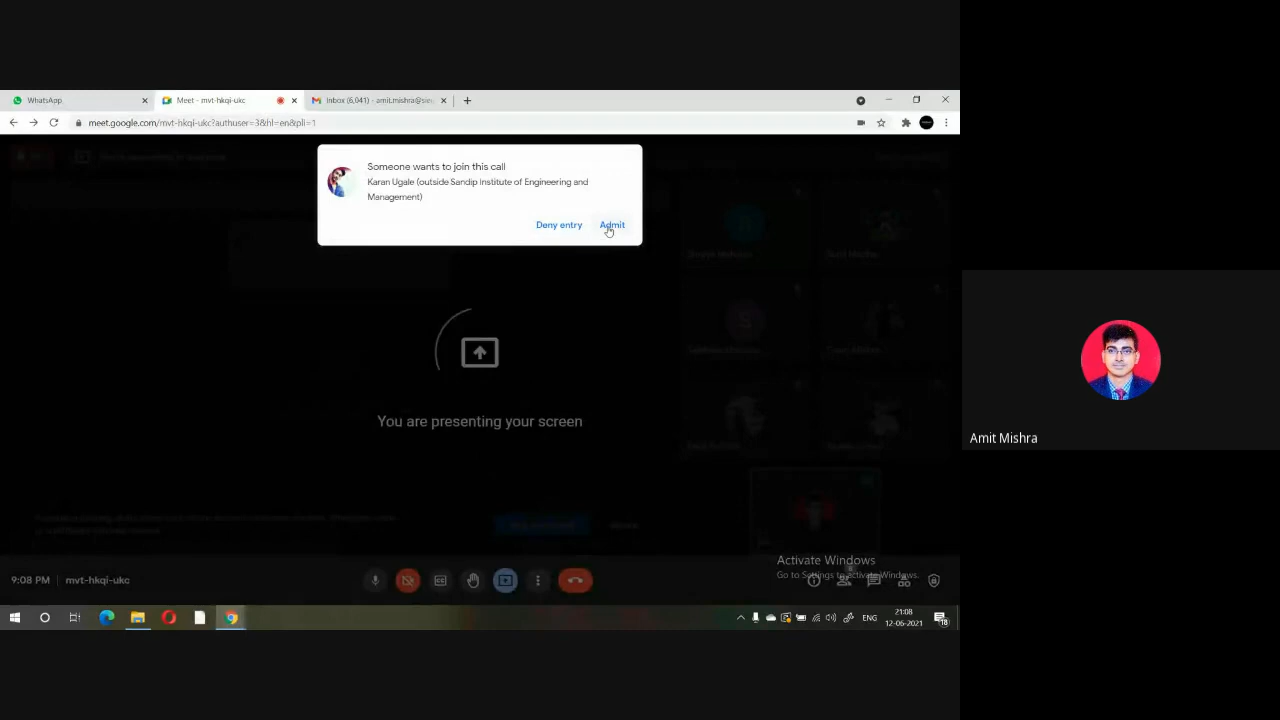 WhatsApp
Meet - mvt-hkqi-ukc
Inbox (6,041) - amit.mishra@sie
meet.google.com/mvt-hkqi-ukc?authuser=3&hl=en&pli=1
Someone wants to join this call
Karan Ugale (outside Sandip Institute of Engineering and
Management)
Deny entry
Admit
You are presenting your screen
Amit Mishra
Activate Windows
Go to Settings to activate Windows.
9:08 PM | mvt-hkqi-ukc
ENG
21:08
12-06-2021
18